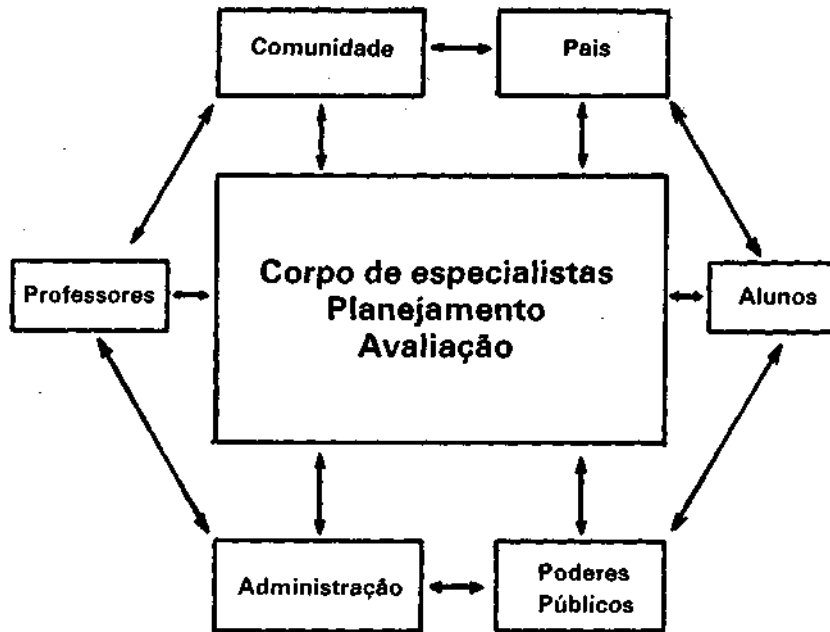 Comunidade
Pais
Professores
Corpo de especialistas
Planejamento
Avaliação
Alunos
Administração
Poderes
Públicos